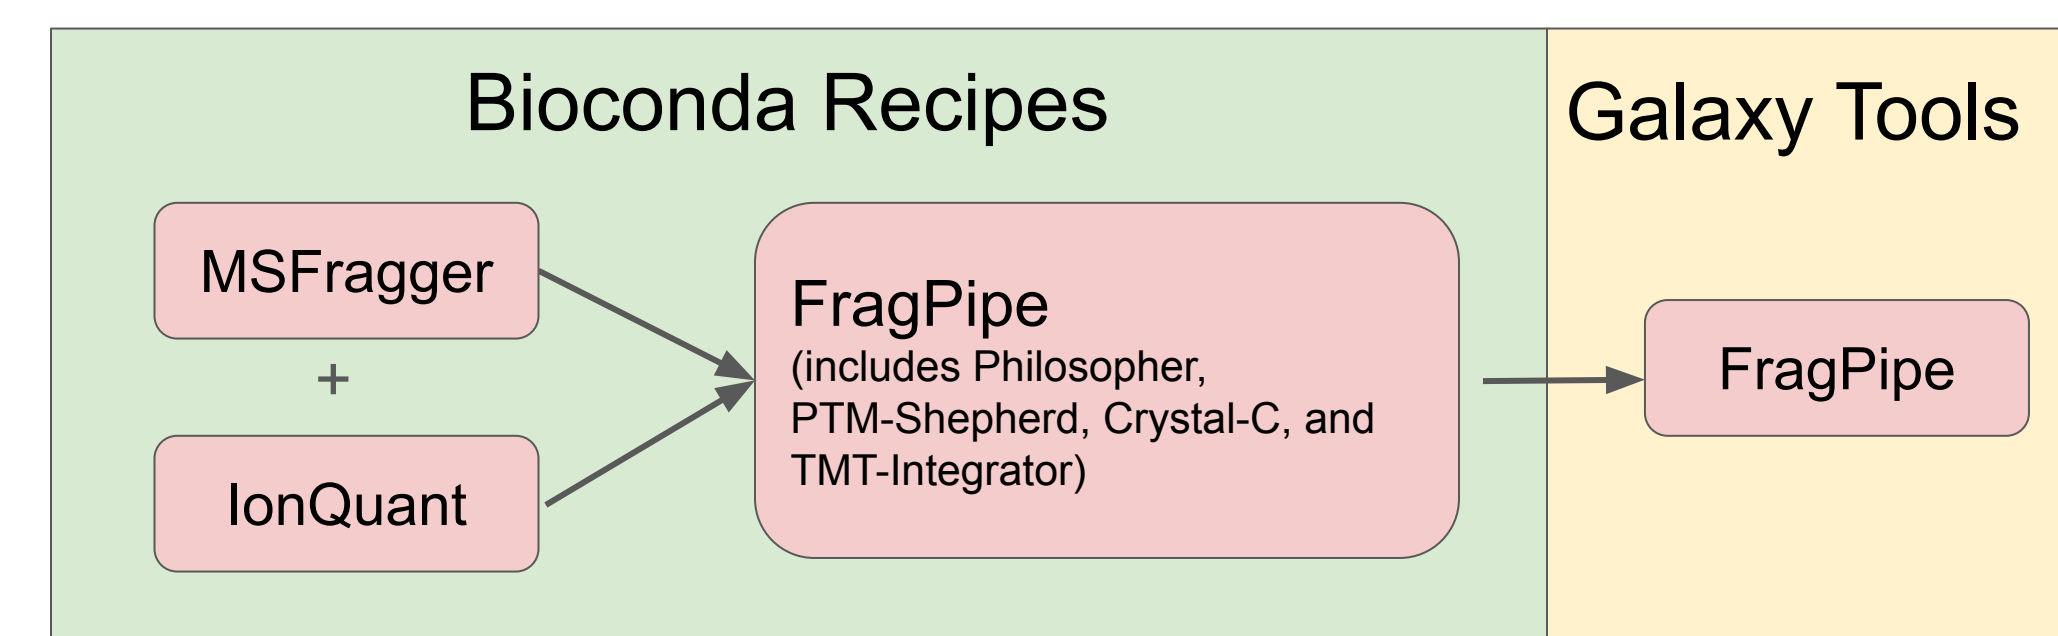 Bioconda Recipes
Galaxy Tools
MSFragger
+
IonQuant
FragPipe
(includes Philosopher,
PTM-Shepherd, Crystal-C, and
TMT-Integrator)
FragPipe